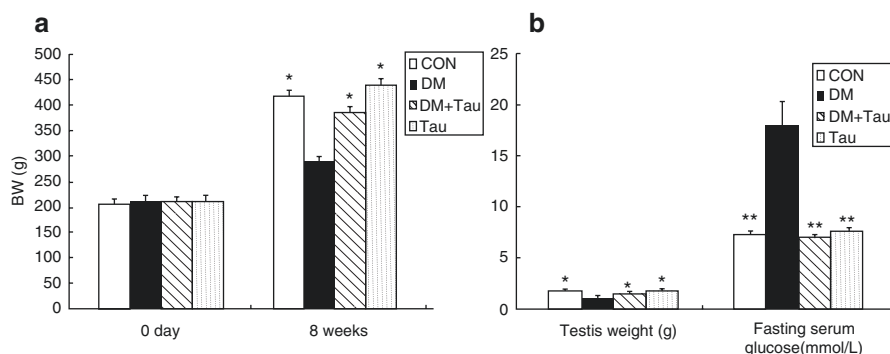 a
BW (g)
500
450
400
350
300
250
200
150
100
50
0
0 day
8 weeks
*
*
*
CON
DM
DM+Tau
Tau
b
25
20
15
10
5
0
*
*
*
**
**
**
CON
DM
DM+Tau
Tau
Testis weight (g)
Fasting serum
glucose(mmol/L)